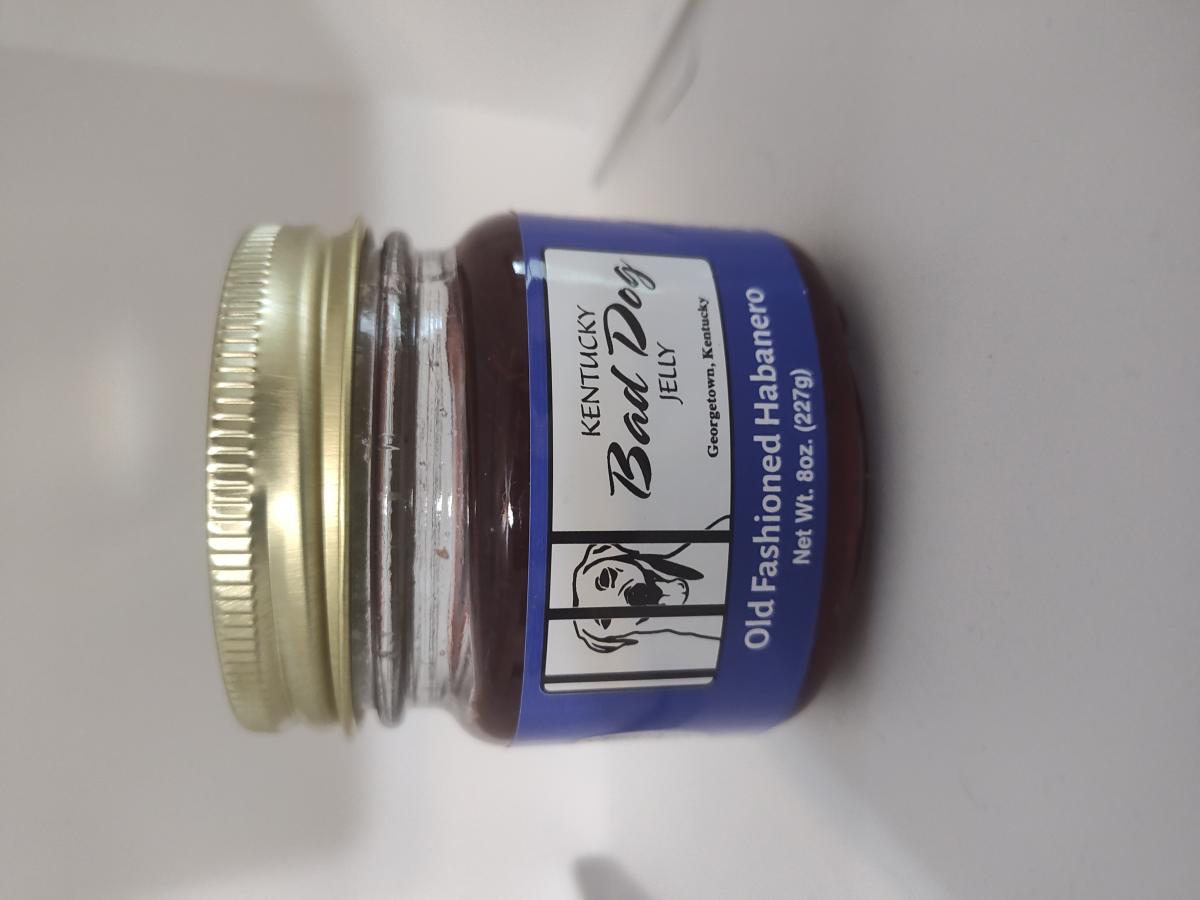 KENTUCKY
Bad Dog
JELLY
Georgetown, Kentucky
Old Fashioned Habanero
Net Wt. 8oz. (227g)